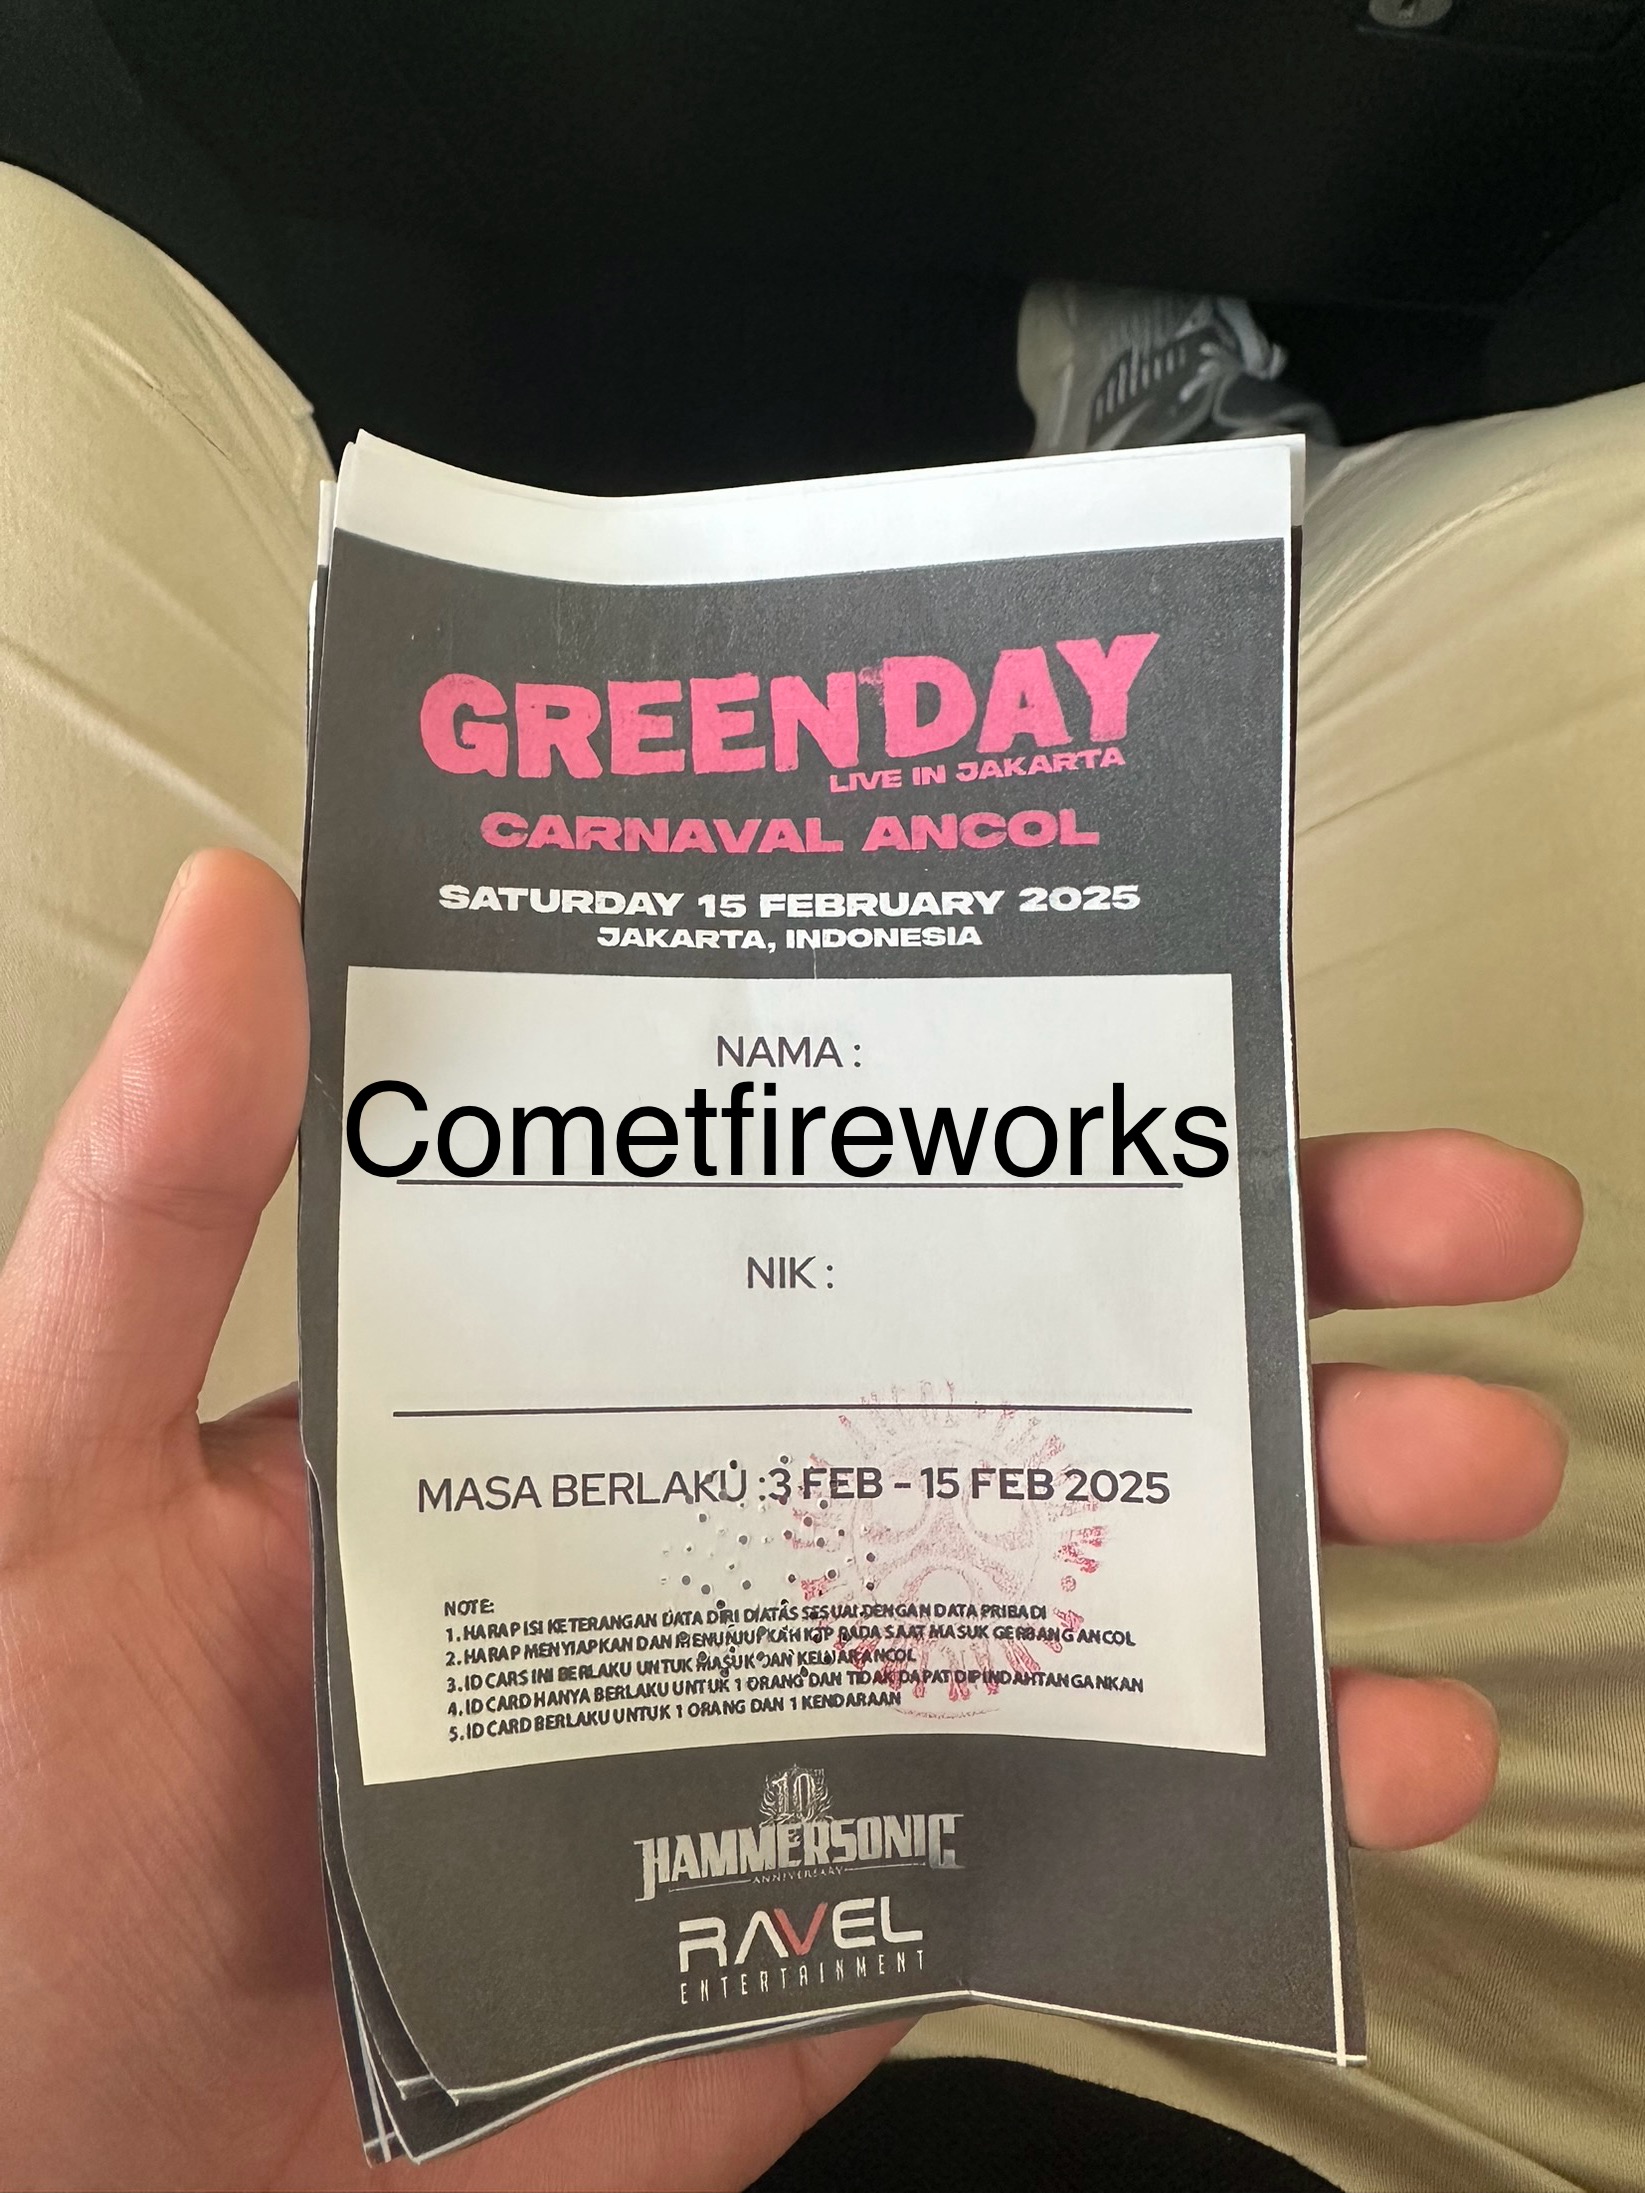 GREEN DAY
LIVE IN JAKARTA
CARNAVAL ANCOL
SATURDAY 15 FEBRUARY 2025
JAKARTA, INDONESIA
NAMA :
Cometfireworks
NIK :
MASA BERLAKU :3 FEB - 15 FEB 2025
NOTE:
1. HARAP ISI KETERANGAN DATA DIRI DIATAS SESUAI DENGAN DATA PRIBADI
2. HARAP MENYIAPKAN DAN MENUNJUPKAH KTP PADA SAAT MASUK GERBANG ANCOL
3. ID CARS INI BERLAKU UNTUK MASUK DAN KELUAR ANCOL
4. ID CARD HANYA BERLAKU UNTUK 1 ORANG DAN TIDAK DAPAT DIPINDAHTANGANKAN
5. ID CARD BERLAKU UNTUK 1 ORANG DAN 1 KENDARAAN
10
HAMMERSONIC
ANNIVERSARY
RAVEL
ENTERTAINMENT